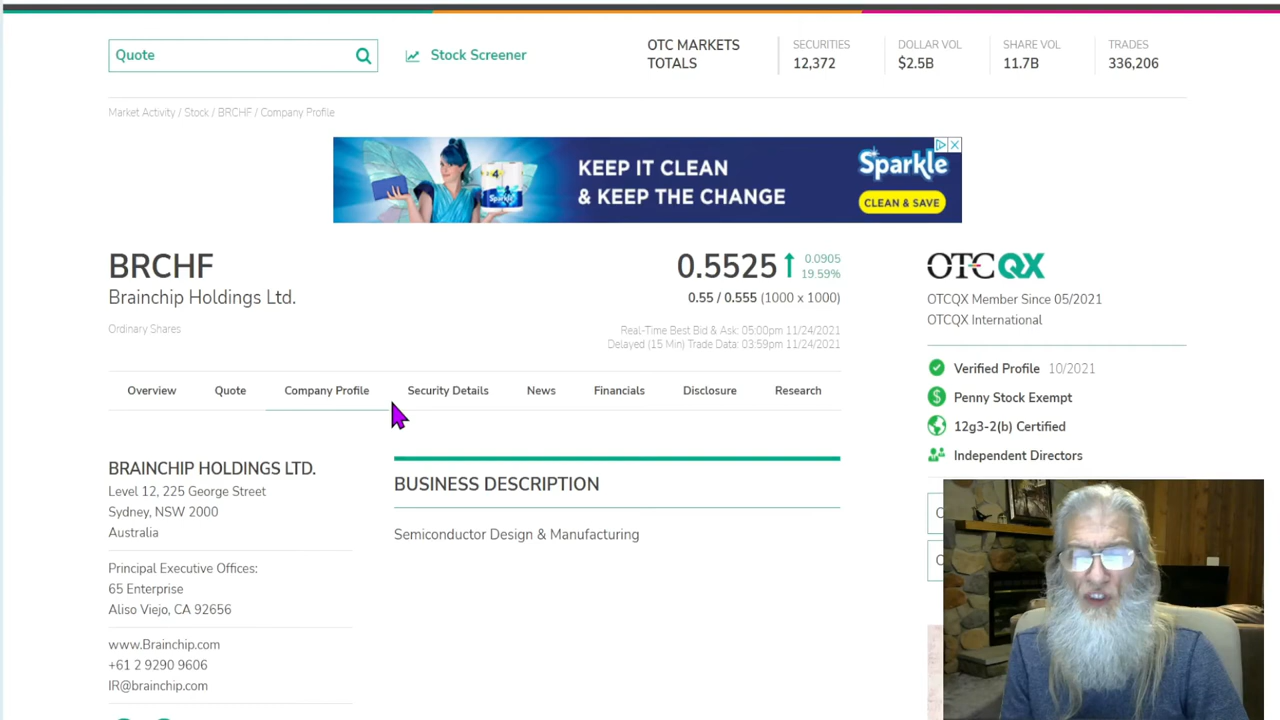 Quote
Stock Screener
OTC MARKETS
TOTALS
SECURITIES
12,372
DOLLAR VOL
$2.5B
SHARE VOL
11.7B
TRADES
336,206
Market Activity / Stock / BRCHF / Company Profile
KEEP IT CLEAN
& KEEP THE CHANGE
Sparkle
Sparkle
CLEAN & SAVE
BRCHF
Brainchip Holdings Ltd.
Ordinary Shares
0.5525
0.0905
19.59%
0.55 / 0.555 (1000 x 1000)
Real-Time Best Bid & Ask: 05:00pm 11/24/2021
Delayed (15 Min) Trade Data: 03:59pm 11/24/2021
OTCQX
OTCQX Member Since 05/2021
OTCQX International
Verified Profile 10/2021
Penny Stock Exempt
12g3-2(b) Certified
Independent Directors
Overview
Quote
Company Profile
Security Details
News
Financials
Disclosure
Research
BRAINCHIP HOLDINGS LTD.
Level 12, 225 George Street
Sydney, NSW 2000
Australia
Principal Executive Offices:
65 Enterprise
Aliso Viejo, CA 92656
www.Brainchip.com
+61 2 9290 9606
IR@brainchip.com
BUSINESS DESCRIPTION
Semiconductor Design & Manufacturing